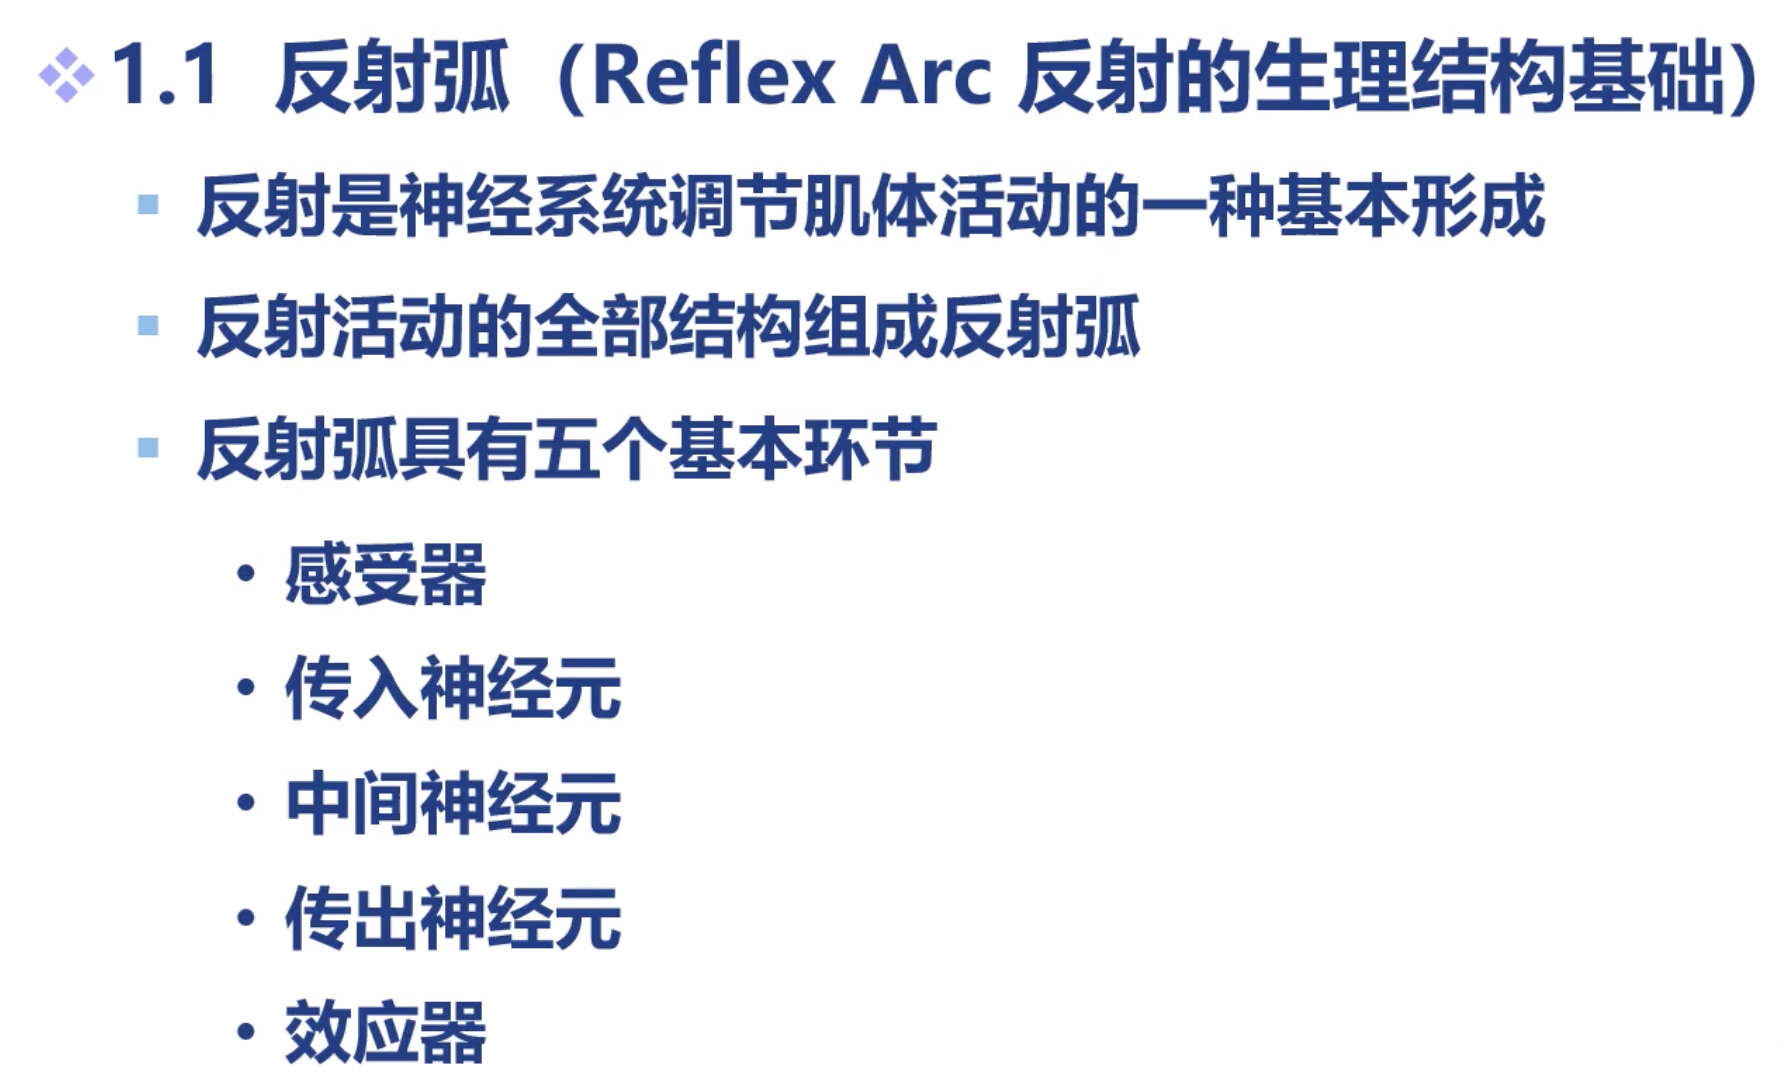 1.1 反射弧（Reflex Arc 反射的生理结构基础）
反射是神经系统调节肌体活动的一种基本形成
反射活动的全部结构组成反射弧
反射弧具有五个基本环节
• 感受器
• 传入神经元
• 中间神经元
• 传出神经元
• 效应器